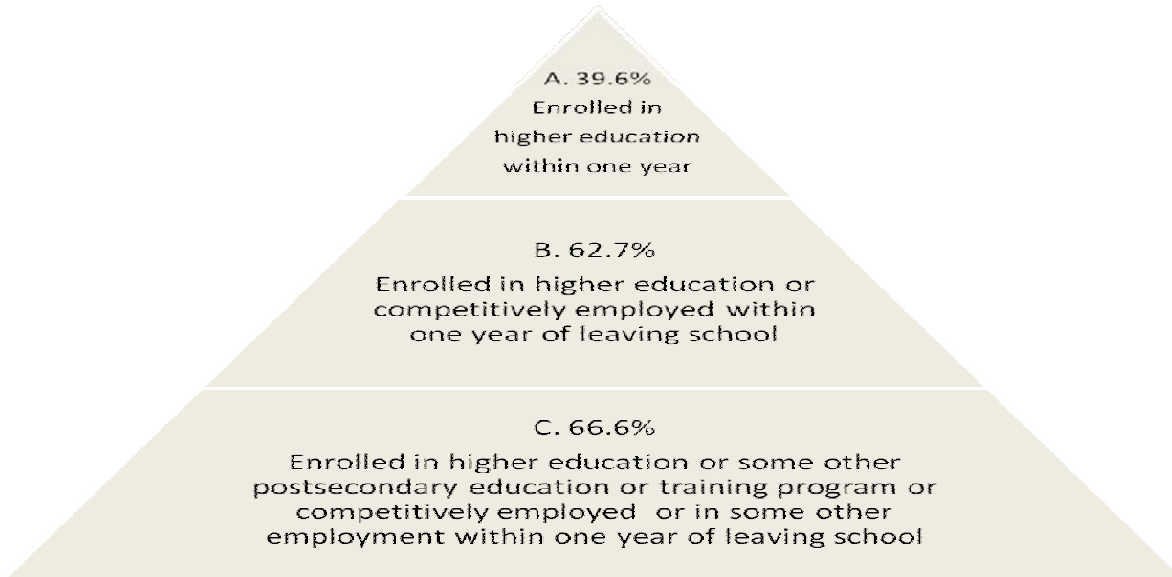 A. 39.6%
Enrolled in
higher education
within one year
B. 62.7%
Enrolled in higher education or
competitively employed within
one year of leaving school
C. 66.6%
Enrolled in higher education or some other
postsecondary education or training program or
competitively employed or in some other
employment within one year of leaving school